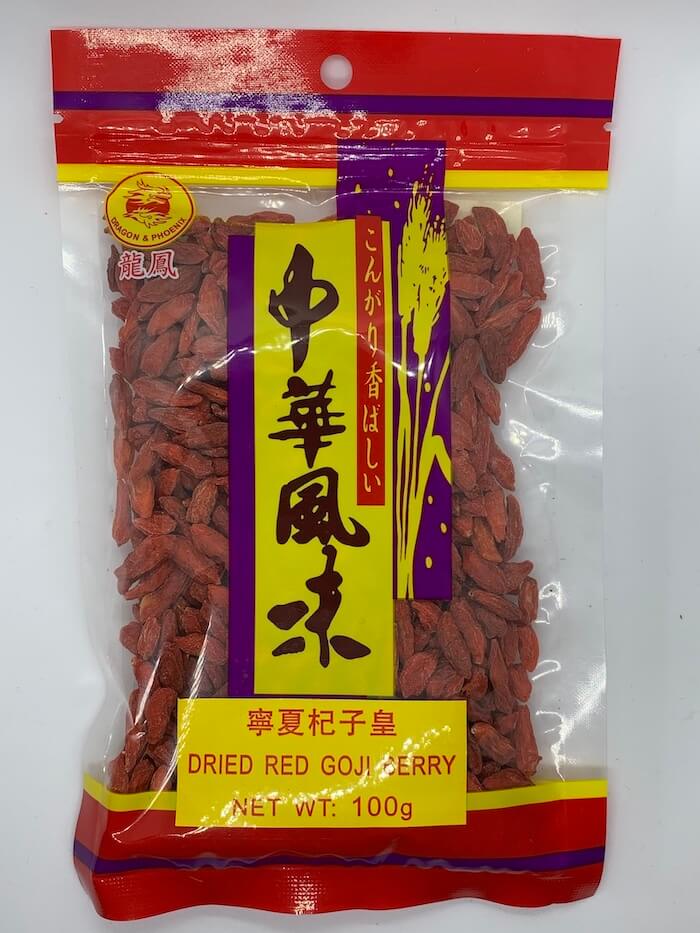 DRAGON & PHOENIX
龍鳳
こんがり香ばしい
中華風味
寧夏杞子皇
DRIED RED GOJI BERRY
NET WT: 100g